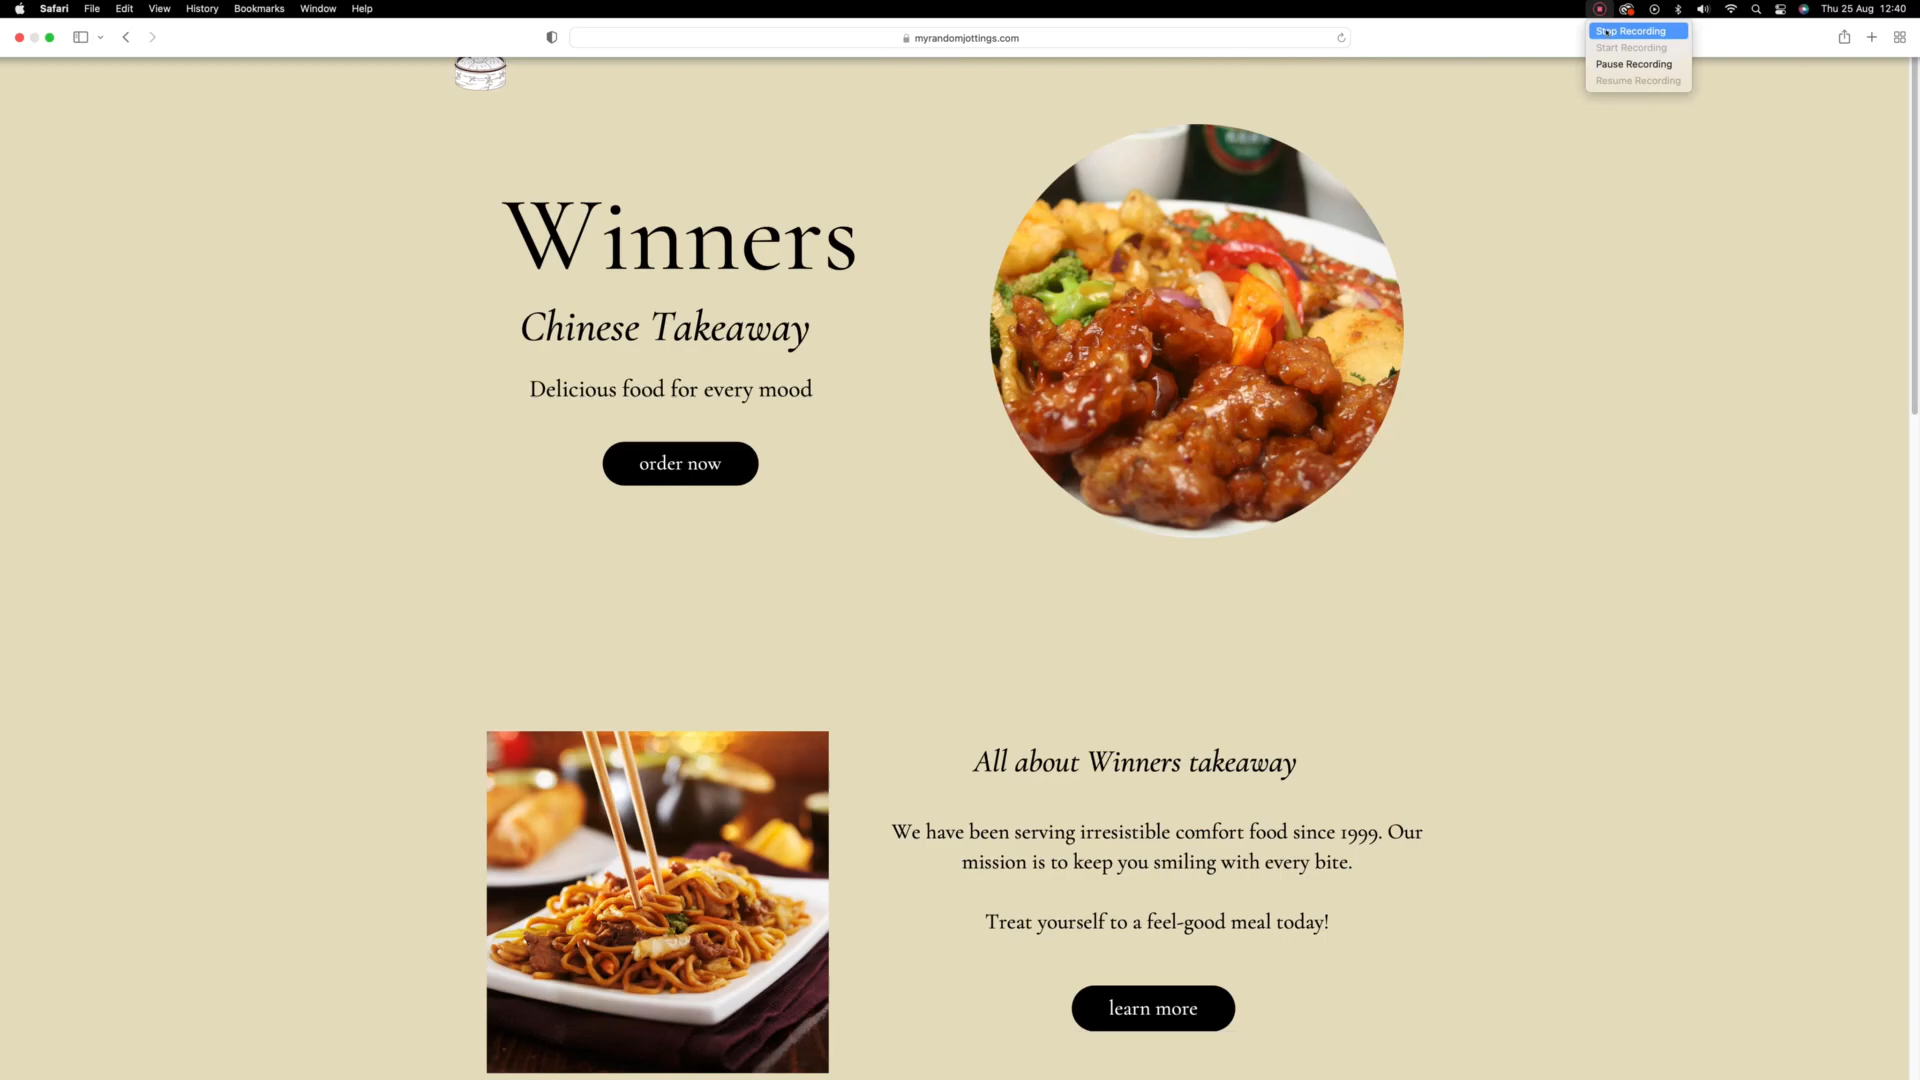 Safari File Edit View History Bookmarks Window Help Thu 25 Aug 12:40
myrandomjottings.com
Stop Recording
Start Recording
Pause Recording
Resume Recording
Winners
Chinese Takeaway
Delicious food for every mood
order now
All about Winners takeaway
We have been serving irresistible comfort food since 1999. Our
mission is to keep you smiling with every bite.
Treat yourself to a feel-good meal today!
learn more